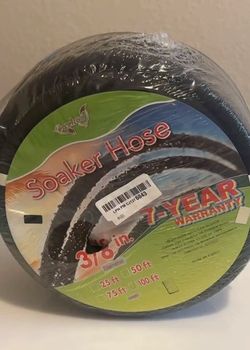 Soaker Hose
3/8 in.
7-YEAR
WARRANTY
25 ft 50 ft
75 ft 100 ft